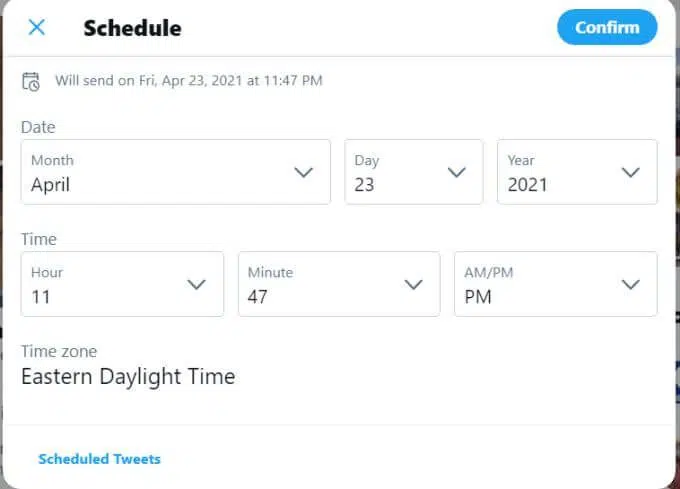 Schedule
Confirm
Will send on Fri, Apr 23, 2021 at 11:47 PM
Date
Month
April
Day
23
Year
2021
Time
Hour
11
Minute
47
AM/PM
PM
Time zone
Eastern Daylight Time
Scheduled Tweets